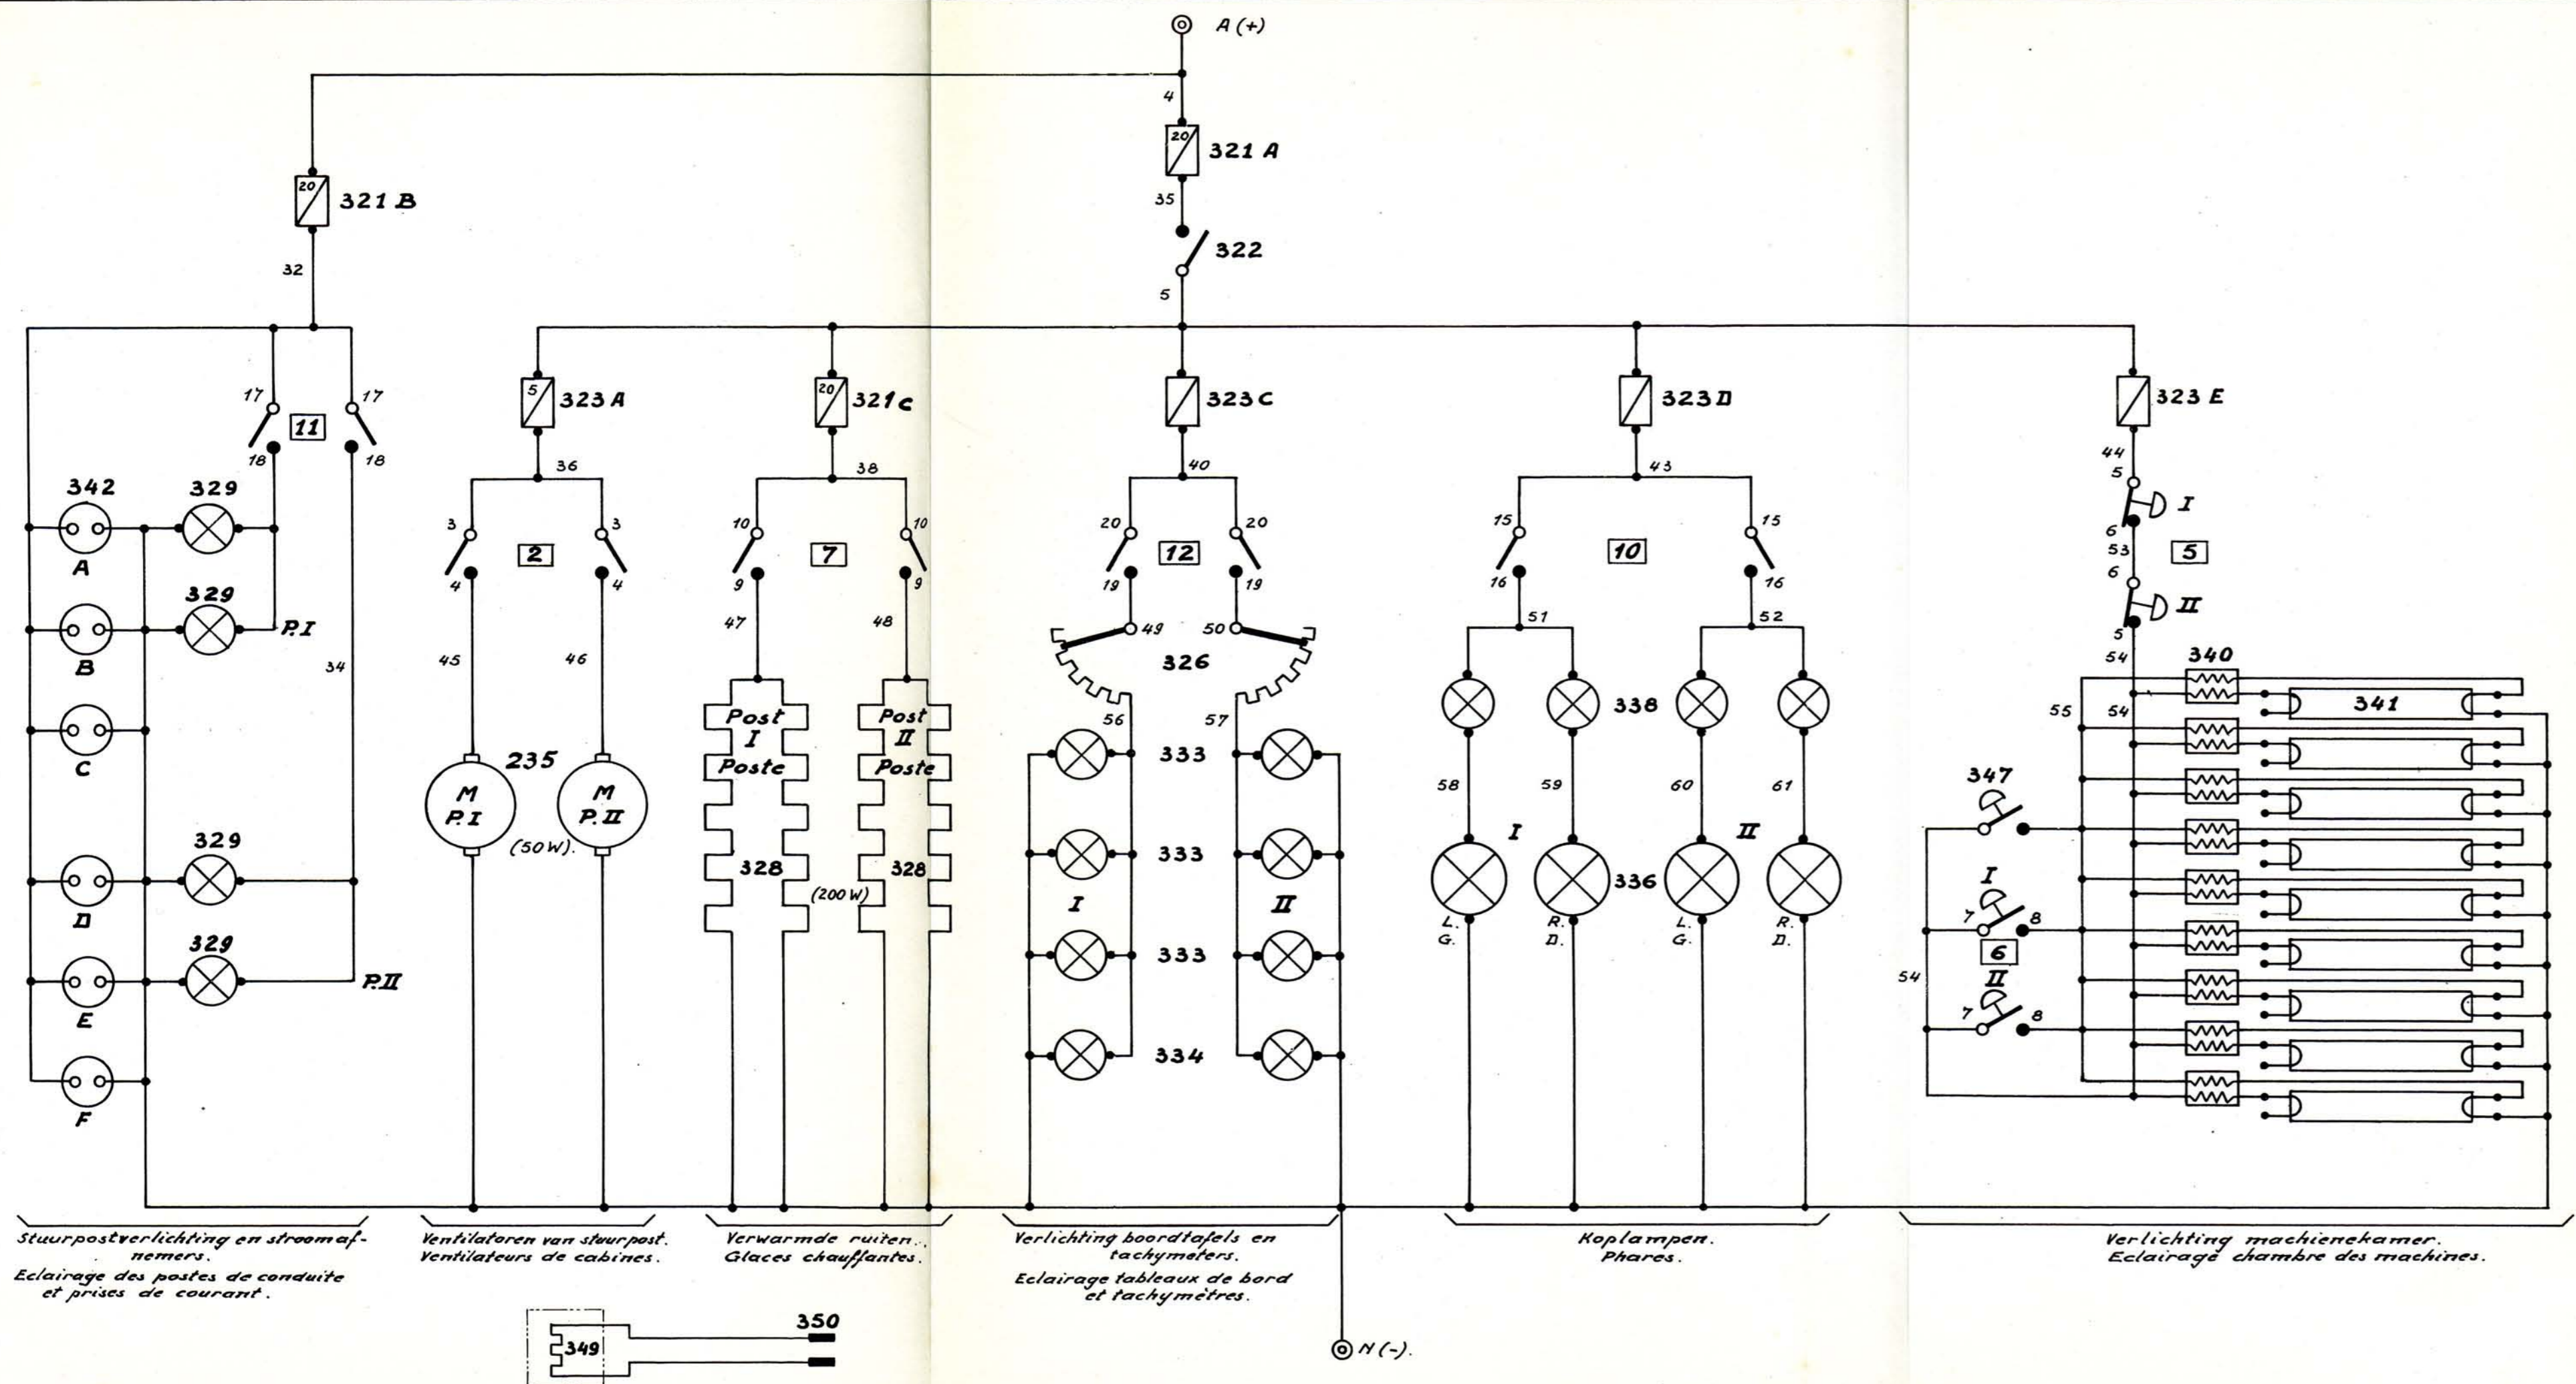 A (+)
4
20
321 A
35
322
5
20
321 B
32
17
17
11
18
18
342
329
A
329
P.I
B
34
C
329
D
329
P.II
E
F
5
323 A
36
3
3
2
4
4
45
46
235
M
P.I
M
P.II
(50W).
20
321 C
38
10
10
7
9
9
47
48
Post
I
Poste
Post
II
Poste
328
328
(200 W)
323 C
40
20
20
12
19
19
49
50
326
56
57
333
333
I
II
333
334
323 D
43
15
15
10
16
16
51
52
338
58
59
60
61
I
II
336
L.
G.
R.
D.
L.
G.
R.
D.
323 E
44
5
I
6
53
5
6
II
5
54
340
55
54
341
347
I
7
8
6
54
II
7
8
Stuurpostverlichting en stroomaf-
nemers.
Eclairage des postes de conduite
et prises de courant.
Ventilatoren van stuurpost.
Ventilateurs de cabines.
Verwarmde ruiten.
Glaces chauffantes.
Verlichting boordtafels en
tachymeters.
Eclairage tableaux de bord
et tachymètres.
Koplampen.
Phares.
Verlichting machienekamer.
Eclairage chambre des machines.
349
350
N (-).